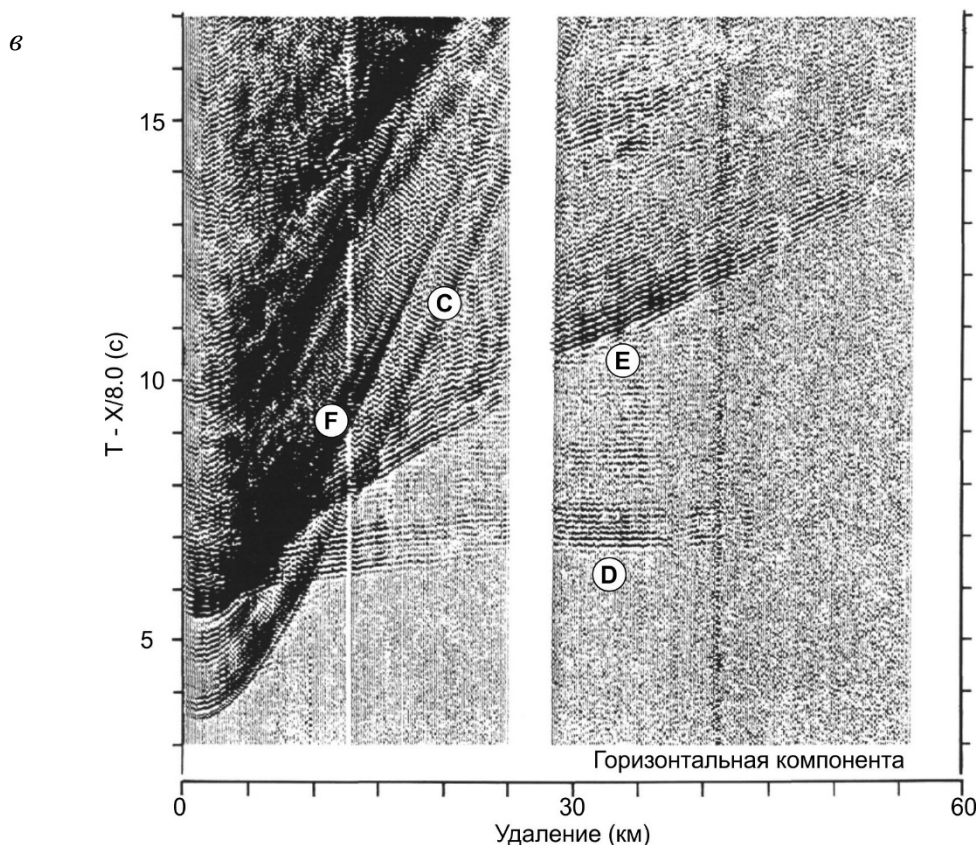 в
15
C
10
E
F
T - X/8.0 (с)
D
5
Горизонтальная компонента
0
30
60
Удаление (км)